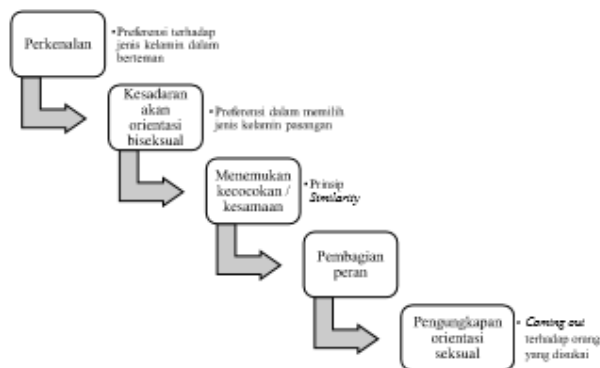 Perkenalan
• Preferensi terhadap
jenis kelamin dalam
berteman
Kesadaran
akan
orientasi
biseksual
• Preferensi dalam memilih
jenis kelamin pasangan
Menemukan
kecocokan /
kesamaan
• Prinsip
Similarity
Pembagian
peran
Pengungkapan
orientasi
seksual
• Coming out
terhadap orang
yang disukai